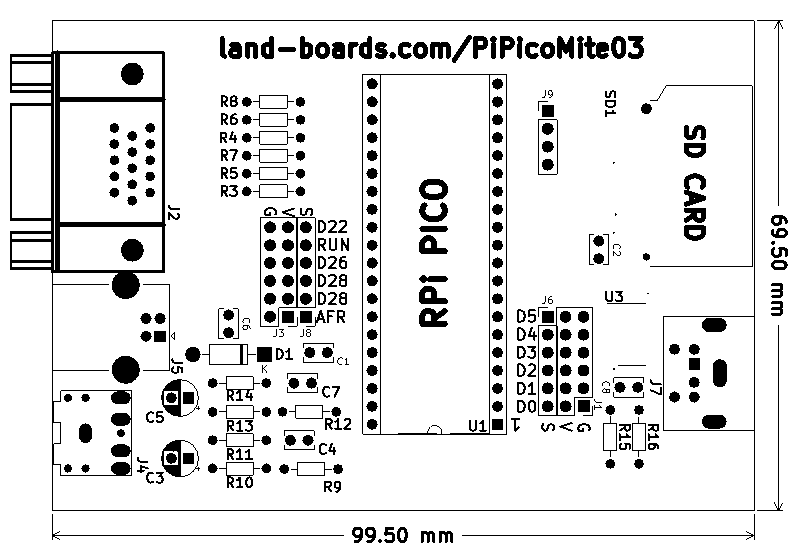 land-boards.com/PiPicoMite03
R8
R6
R4
R7
R5
R3
J9
SD1
SD CARD
J2
G V S
D22
RUN
D26
D28
D28
AFR
J3 J8
RPi PICO
U1 1
C2
U3
J6
D5
D4
D3
D2
D1
D0
J1
S V G
C6
J5
D1
K
C1
R14
C7
C5
R13
R12
R11
C4
J4
C3
R10
R9
C8
J7
R15
R16
69.50 mm
99.50 mm